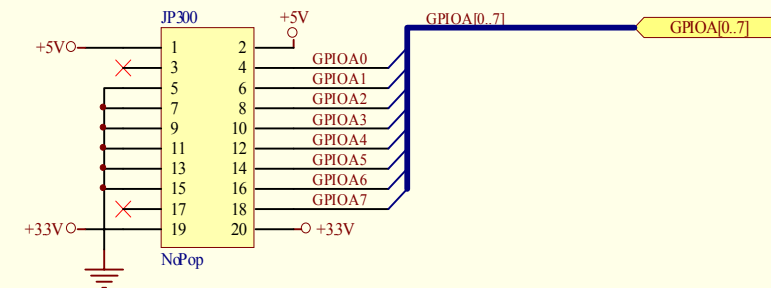 JP300
+5V
GPIOA[0..7]
GPIOA[0..7]
+5V
1 2
3 4 GPIOA0
5 6 GPIOA1
7 8 GPIOA2
9 10 GPIOA3
11 12 GPIOA4
13 14 GPIOA5
15 16 GPIOA6
17 18 GPIOA7
+33V 19 20 +33V
NoPop